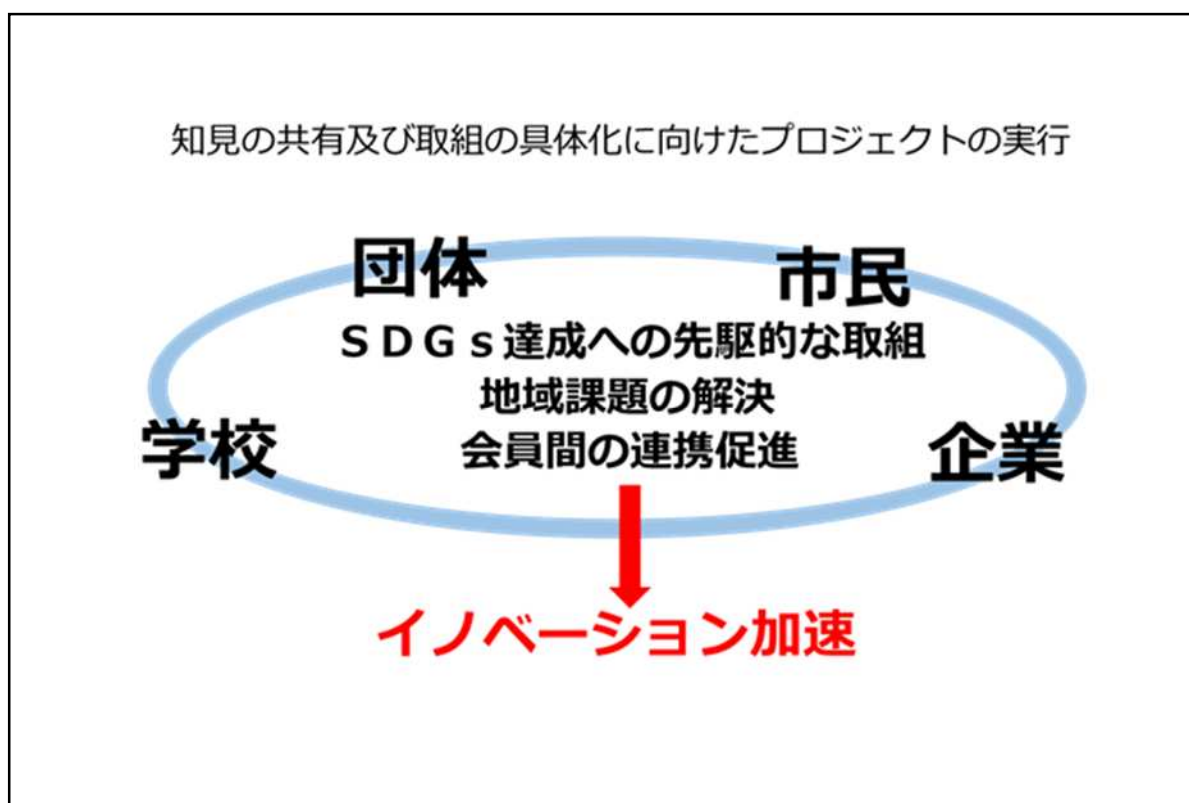 知見の共有及び取組の具体化に向けたプロジェクトの実行
団体
市民
ＳＤＧｓ達成への先駆的な取組
地域課題の解決
学校
会員間の連携促進
企業
イノベーション加速